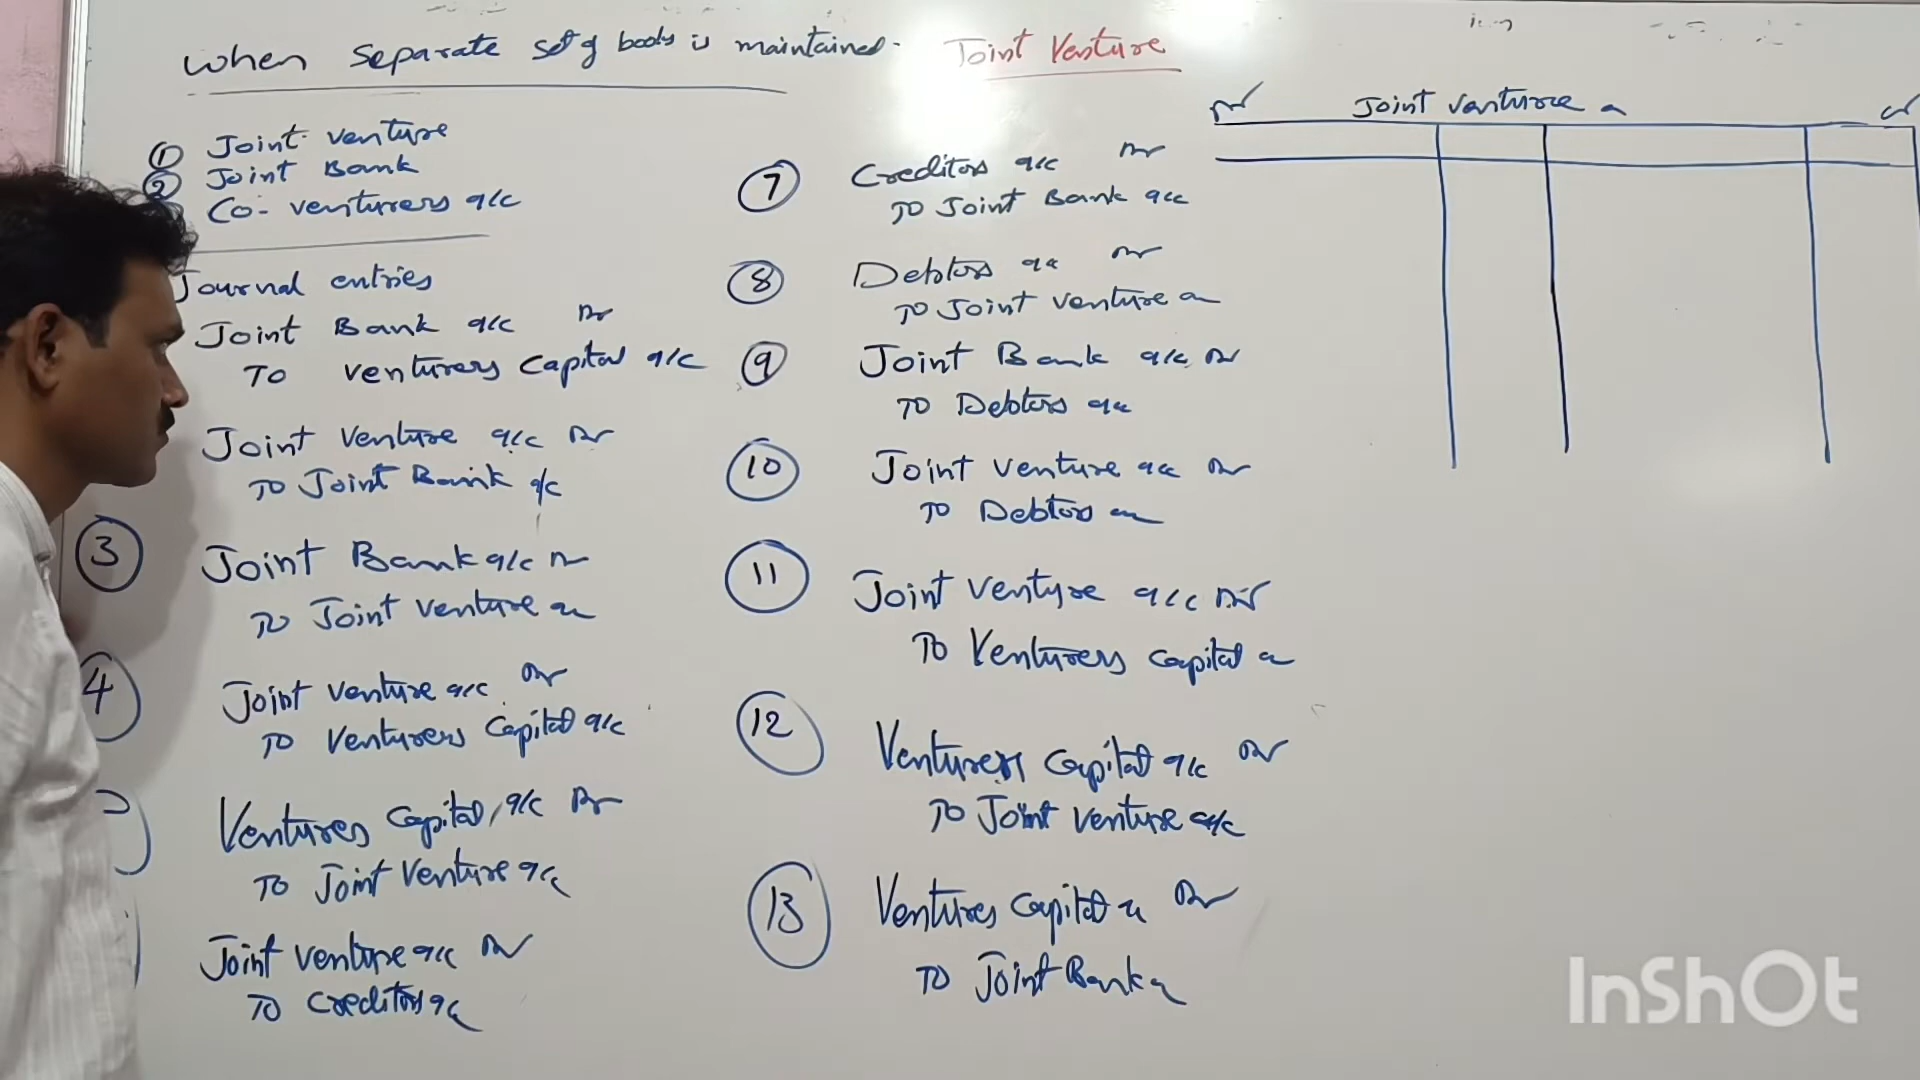 When separate set of books is maintained. Joint Venture
① Joint venture
② Joint Bank
Co-venturers a/c
Journal entries
Joint Bank a/c Dr
To venturers Capital a/c
Joint Venture a/c Dr
To Joint Bank a/c
③ Joint Bank a/c Dr
To Joint venture a/c
④ Joint venture a/c Dr
To Venturers Capital a/c
Ventures Capital a/c Dr
To Joint Venture a/c
Joint venture a/c Dr
To Creditors a/c
⑦ Creditors a/c Dr
To Joint Bank a/c
⑧ Debtors a/c Dr
To Joint venture a/c
⑨ Joint Bank a/c Dr
To Debtors a/c
⑩ Joint venture a/c Dr
To Debtors a/c
⑪ Joint venture a/c Dr
To Venturers Capital a/c
⑫ Venturers Capital a/c Dr
To Joint venture a/c
⑬ Ventures Capital a/c Dr
To Joint Bank a/c
Dr Joint venture a/c Cr
InShOt